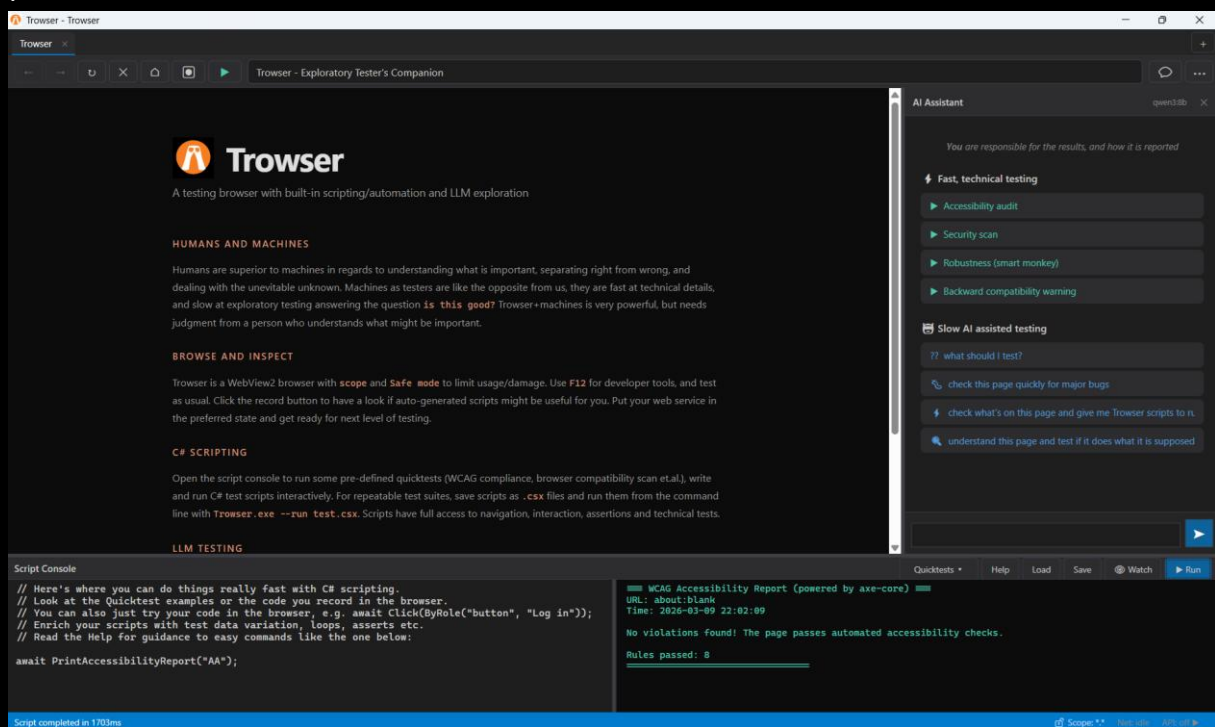 Trowser - Trowser
Trowser
Trowser - Exploratory Tester's Companion
Trowser
A testing browser with built-in scripting/automation and LLM exploration
HUMANS AND MACHINES
Humans are superior to machines in regards to understanding what is important, separating right from wrong, and
dealing with the unevitable unknown. Machines as testers are like the opposite from us, they are fast at technical details,
and slow at exploratory testing answering the question is this good? Trowser+machines is very powerful, but needs
judgment from a person who understands what might be important.
BROWSE AND INSPECT
Trowser is a WebView2 browser with scope and Safe mode to limit usage/damage. Use F12 for developer tools, and test
as usual. Click the record button to have a look if auto-generated scripts might be useful for you. Put your web service in
the preferred state and get ready for next level of testing.
C# SCRIPTING
Open the script console to run some pre-defined quicktests (WCAG compliance, browser compatibility scan et.al.), write
and run C# test scripts interactively. For repeatable test suites, save scripts as .csx files and run them from the command
line with Trowser.exe --run test.csx. Scripts have full access to navigation, interaction, assertions and technical tests.
LLM TESTING
AI Assistant qwen3:8b
You are responsible for the results, and how it is reported
Fast, technical testing
Accessibility audit
Security scan
Robustness (smart monkey)
Backward compatibility warning
Slow AI assisted testing
?? what should I test?
check this page quickly for major bugs
check what's on this page and give me Trowser scripts to ru
understand this page and test if it does what it is supposed
Script Console Quicktests Help Load Save Watch Run
// Here's where you can do things really fast with C# scripting.
// Look at the Quicktest examples or the code you record in the browser.
// You can also just try your code in the browser, e.g. await Click(ByRole("button", "Log in"));
// Enrich your scripts with test data variation, loops, asserts etc.
// Read the Help for guidance to easy commands like the one below:
await PrintAccessibilityReport("AA");
═══ WCAG Accessibility Report (powered by axe-core) ═══
URL: about:blank
Time: 2026-03-09 22:02:09
No violations found! The page passes automated accessibility checks.
Rules passed: 8
Script completed in 1703ms Scope: *.* Net: idle API: off